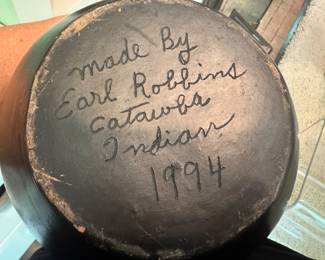 made By
Earl Robbins
catawba
Indian
1994